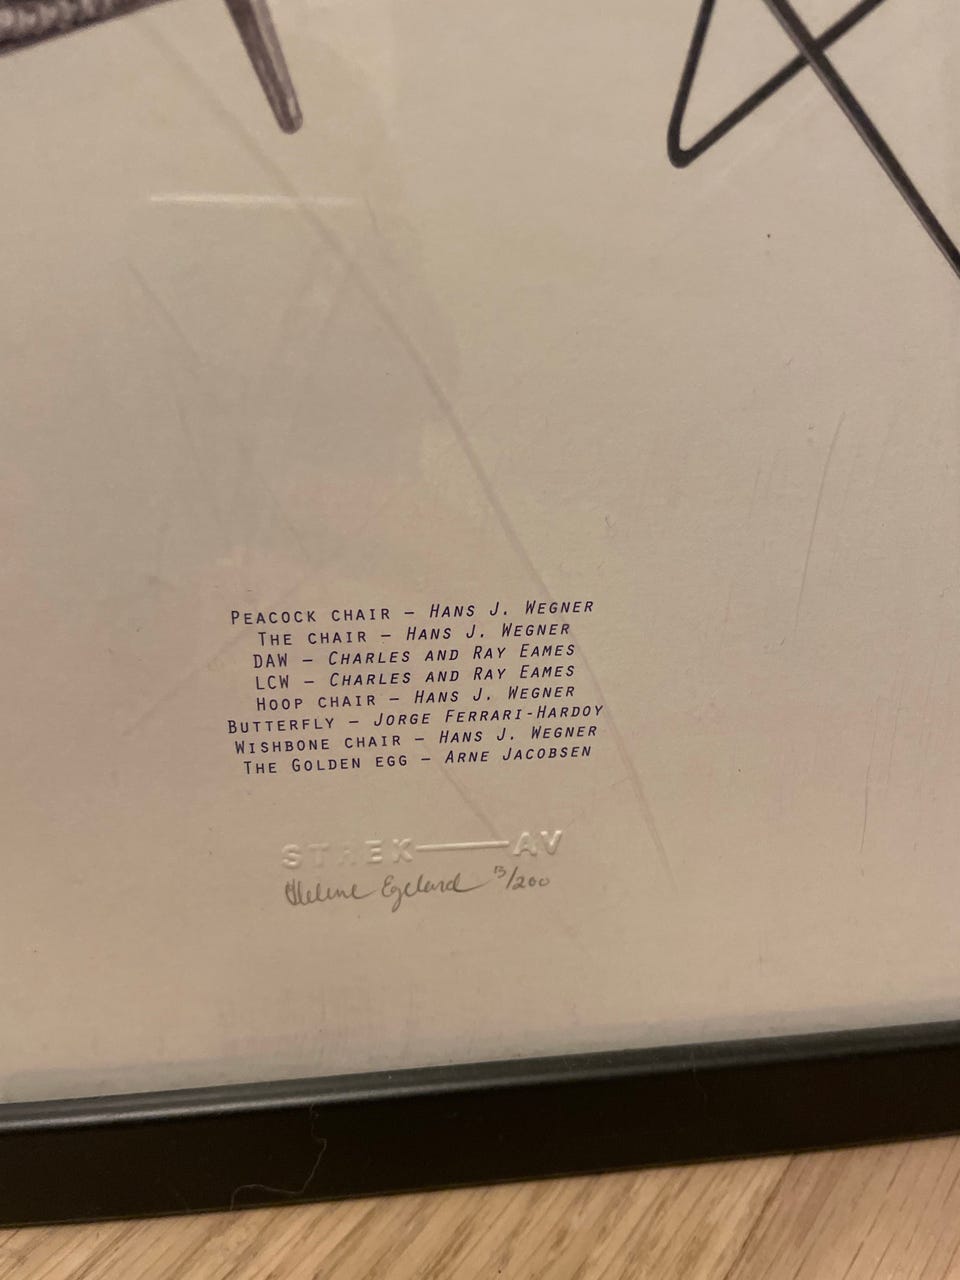 PEACOCK CHAIR – HANS J. WEGNER
THE CHAIR – HANS J. WEGNER
DAW – CHARLES AND RAY EAMES
LCW – CHARLES AND RAY EAMES
HOOP CHAIR – HANS J. WEGNER
BUTTERFLY – JORGE FERRARI-HARDOY
WISHBONE CHAIR – HANS J. WEGNER
THE GOLDEN EGG – ARNE JACOBSEN
STREK——AV
Helene Egeland 13/200